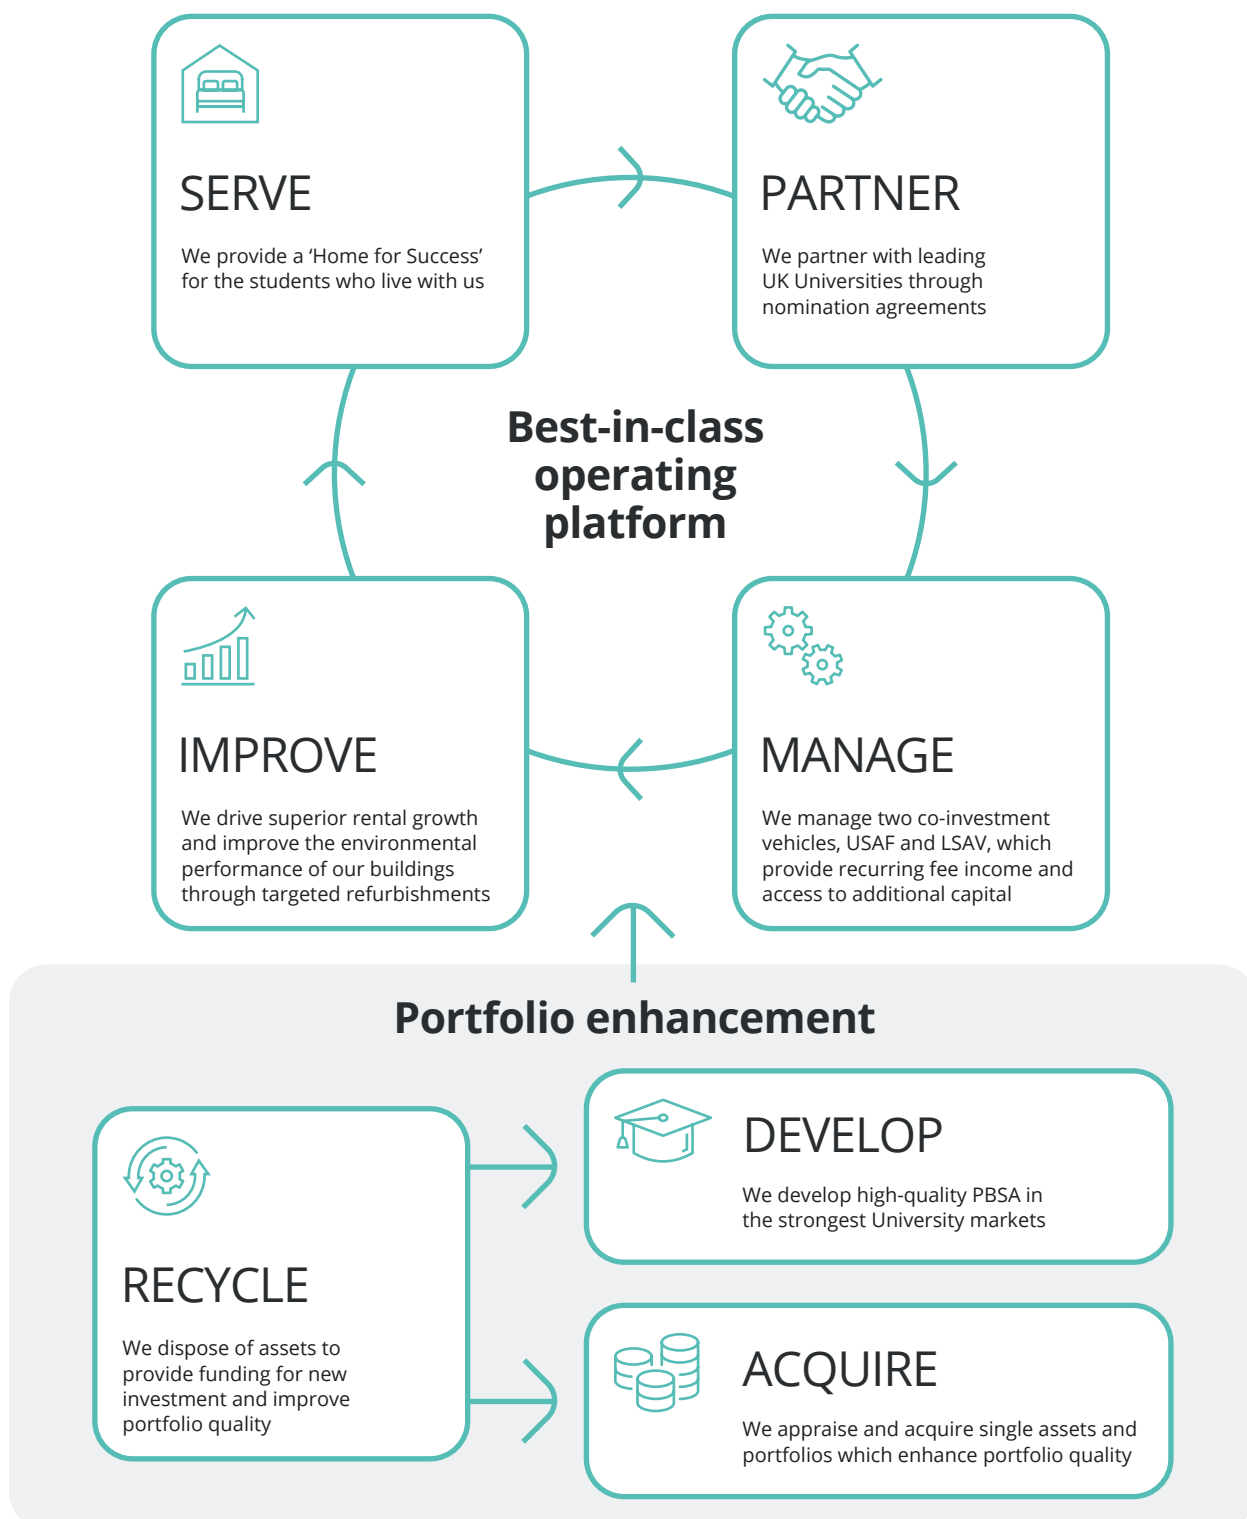 SERVE
We provide a ‘Home for Success’
for the students who live with us
PARTNER
We partner with leading
UK Universities through
nomination agreements
Best-in-class
operating
platform
IMPROVE
We drive superior rental growth
and improve the environmental
performance of our buildings
through targeted refurbishments
MANAGE
We manage two co-investment
vehicles, USAF and LSAV, which
provide recurring fee income and
access to additional capital
Portfolio enhancement
RECYCLE
We dispose of assets to
provide funding for new
investment and improve
portfolio quality
DEVELOP
We develop high-quality PBSA in
the strongest University markets
ACQUIRE
We appraise and acquire single assets and
portfolios which enhance portfolio quality